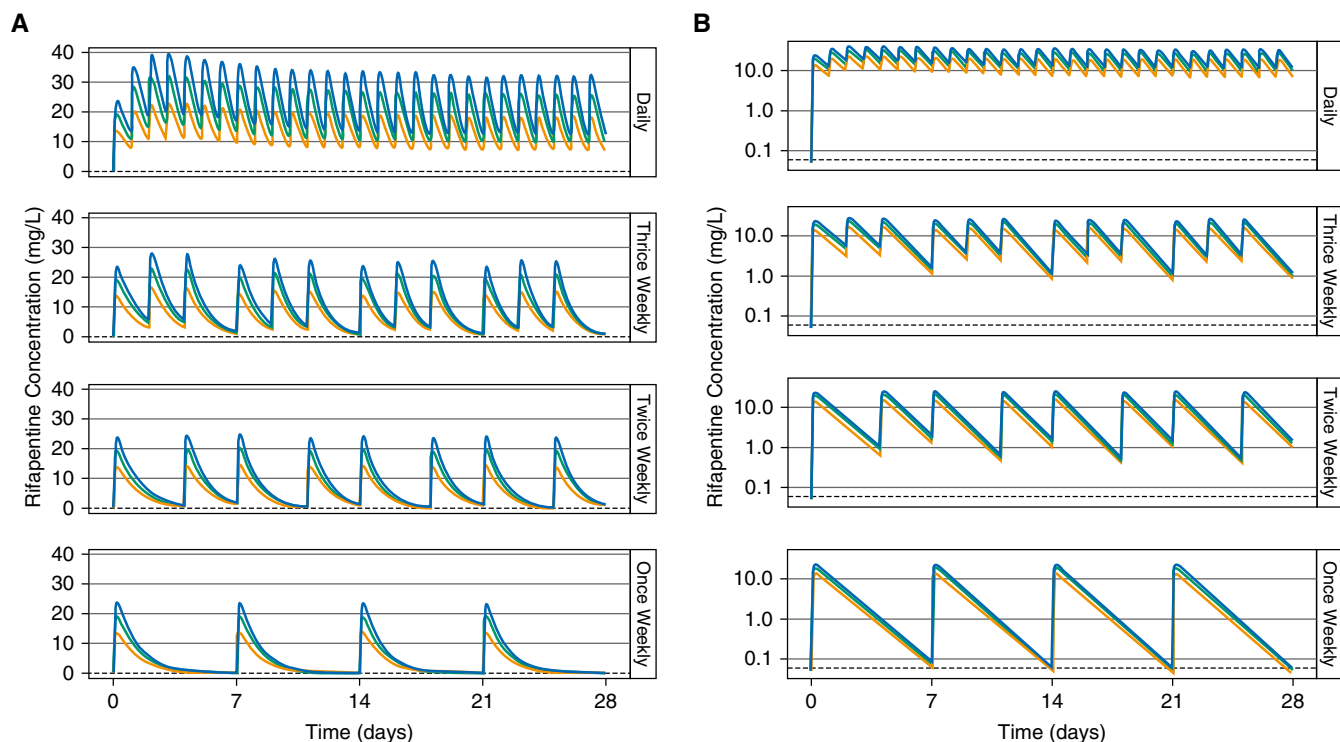 A
Rifapentine Concentration (mg/L)
40
30
20
10
0
Daily
40
30
20
10
0
Thrice Weekly
40
30
20
10
0
Twice Weekly
40
30
20
10
0
Once Weekly
0 7 14 21 28
Time (days)
B
Rifapentine Concentration (mg/L)
10.0
1.0
0.1
Daily
10.0
1.0
0.1
Thrice Weekly
10.0
1.0
0.1
Twice Weekly
10.0
1.0
0.1
Once Weekly
0 7 14 21 28
Time (days)